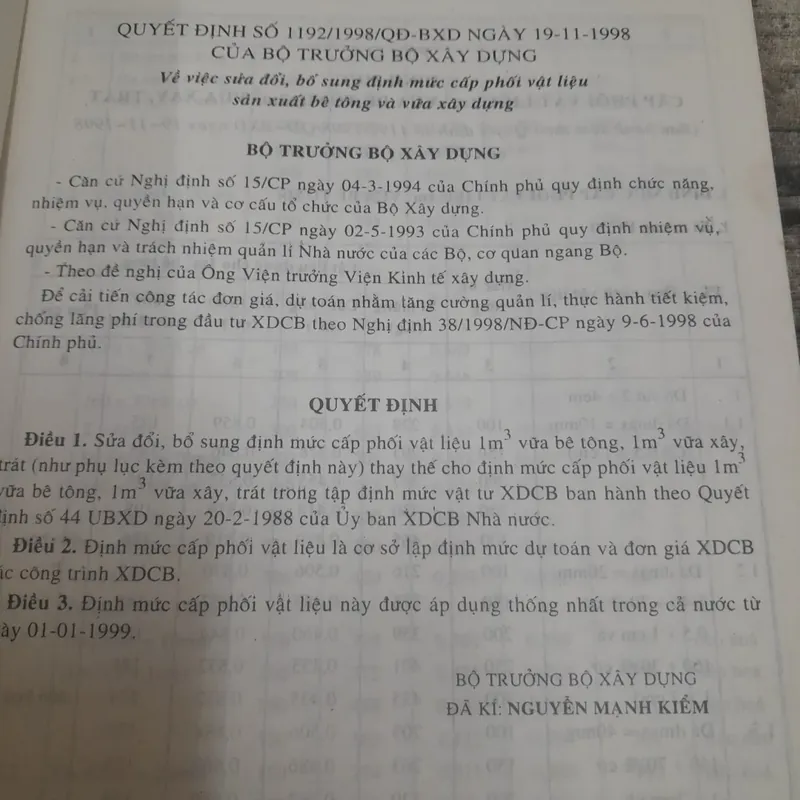 QUYẾT ĐỊNH SỐ 1192/1998/QĐ-BXD NGÀY 19-11-1998
CỦA BỘ TRƯỞNG BỘ XÂY DỰNG
Về việc sửa đổi, bổ sung định mức cấp phối vật liệu
sản xuất bê tông và vữa xây dựng
BỘ TRƯỞNG BỘ XÂY DỰNG
- Căn cứ Nghị định số 15/CP ngày 04-3-1994 của Chính phủ quy định chức năng,
nhiệm vụ, quyền hạn và cơ cấu tổ chức của Bộ Xây dựng.
- Căn cứ Nghị định số 15/CP ngày 02-5-1993 của Chính phủ quy định nhiệm vụ,
quyền hạn và trách nhiệm quản lí Nhà nước của các Bộ, cơ quan ngang Bộ.
- Theo đề nghị của Ông Viện trưởng Viện Kinh tế xây dựng.
Để cải tiến công tác đơn giá, dự toán nhằm tăng cường quản lí, thực hành tiết kiệm,
chống lãng phí trong đầu tư XDCB theo Nghị định 38/1998/NĐ-CP ngày 9-6-1998 của
Chính phủ.
QUYẾT ĐỊNH
Điều 1. Sửa đổi, bổ sung định mức cấp phối vật liệu 1m³ vữa bê tông, 1m³ vữa xây,
trát (như phụ lục kèm theo quyết định này) thay thế cho định mức cấp phối vật liệu 1m³
vữa bê tông, 1m³ vữa xây, trát trong tập định mức vật tư XDCB ban hành theo Quyết
định số 44 UBXD ngày 20-2-1988 của Ủy ban XDCB Nhà nước.
Điều 2. Định mức cấp phối vật liệu là cơ sở lập định mức dự toán và đơn giá XDCB
ác công trình XDCB.
Điều 3. Định mức cấp phối vật liệu này được áp dụng thống nhất trong cả nước từ
ày 01-01-1999.
BỘ TRƯỞNG BỘ XÂY DỰNG
ĐÃ KÍ: NGUYỄN MẠNH KIỂM